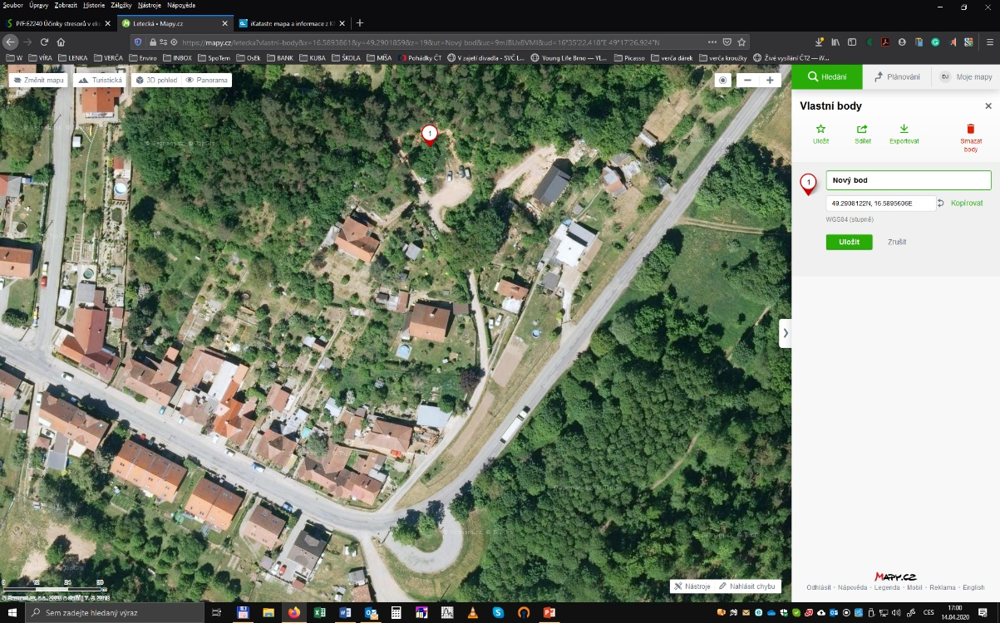 Soubor Úpravy Zobrazit Historie Záložky Nástroje Nápověda
PřF:E2240 Účinky stresorů v eko
Letecká • Mapy.cz
iKatastr: mapa a informace z K
https://mapy.cz/letecka?vlastni-body&x=16.5893861&y=49.2901859&z=19&ut=Nový bod&uc=9mJBUx8VMI&ud=16°35'22.418"E 49°17'26.924"N
W VÍRA LENKA VERČA Enviro INBOX SpoTem OsEk BANK KUBA ŠKOLA MÍŠA Pohádky ČT V zajetí divadla - SVČ L... Young Life Brno — YL... Picasso verča dárek verča kroužky Živé vysílání ČT2 — iV...
Změnit mapu Turistická 3D pohled Panorama
Hledání Plánování DJ Moje mapy
Vlastní body
Uložit Sdílet Exportovat Smazat body
1
1
Nový bod
49.2908122N, 16.5895606E Kopírovat
WGS84 (stupně)
Uložit Zrušit
Nástroje Nahlásit chybu
MAPY.CZ
Odhlásit • Nápověda • Legenda • Mobil • Reklama • English
Sem zadejte hledaný výraz
CES
17:00
14.04.2020